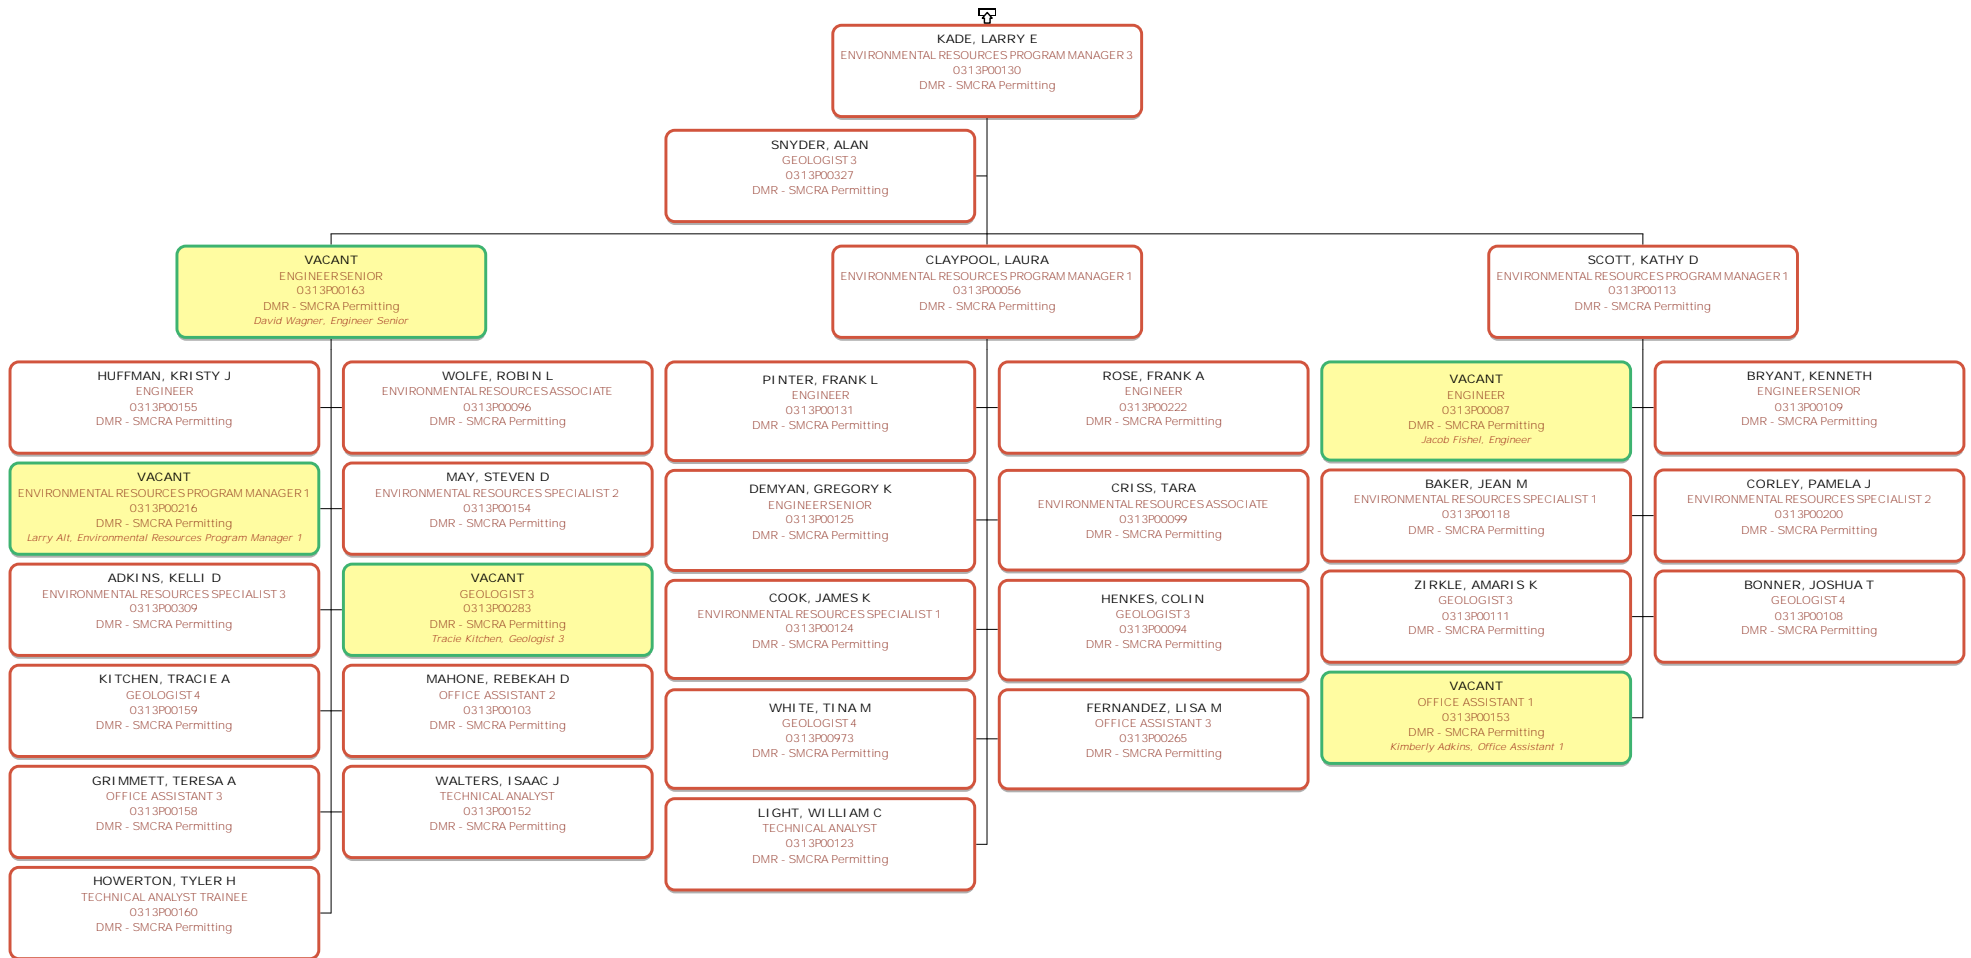 KADE, LARRY E
ENVIRONMENTAL RESOURCES PROGRAM MANAGER 3
0313P00130
DMR - SMCRA Permitting
SNYDER, ALAN
GEOLOGIST 3
0313P00327
DMR - SMCRA Permitting
VACANT
ENGINEER SENIOR
0313P00163
DMR - SMCRA Permitting
David Wagner, Engineer Senior
CLAYPOOL, LAURA
ENVIRONMENTAL RESOURCES PROGRAM MANAGER 1
0313P00056
DMR - SMCRA Permitting
SCOTT, KATHY D
ENVIRONMENTAL RESOURCES PROGRAM MANAGER 1
0313P00113
DMR - SMCRA Permitting
HUFFMAN, KRISTY J
ENGINEER
0313P00155
DMR - SMCRA Permitting
WOLFE, ROBIN L
ENVIRONMENTAL RESOURCES ASSOCIATE
0313P00096
DMR - SMCRA Permitting
VACANT
ENVIRONMENTAL RESOURCES PROGRAM MANAGER 1
0313P00216
DMR - SMCRA Permitting
Larry Alt, Environmental Resources Program Manager 1
MAY, STEVEN D
ENVIRONMENTAL RESOURCES SPECIALIST 2
0313P00154
DMR - SMCRA Permitting
ADKINS, KELLI D
ENVIRONMENTAL RESOURCES SPECIALIST 3
0313P00309
DMR - SMCRA Permitting
VACANT
GEOLOGIST 3
0313P00283
DMR - SMCRA Permitting
Tracie Kitchen, Geologist 3
KITCHEN, TRACIE A
GEOLOGIST 4
0313P00159
DMR - SMCRA Permitting
MAHONE, REBEKAH D
OFFICE ASSISTANT 2
0313P00103
DMR - SMCRA Permitting
GRIMMETT, TERESA A
OFFICE ASSISTANT 3
0313P00158
DMR - SMCRA Permitting
WALTERS, ISAAC J
TECHNICAL ANALYST
0313P00152
DMR - SMCRA Permitting
HOWERTON, TYLER H
TECHNICAL ANALYST TRAINEE
0313P00160
DMR - SMCRA Permitting
PINTER, FRANK L
ENGINEER
0313P00131
DMR - SMCRA Permitting
ROSE, FRANK A
ENGINEER
0313P00222
DMR - SMCRA Permitting
DEMYAN, GREGORY K
ENGINEER SENIOR
0313P00125
DMR - SMCRA Permitting
CRISS, TARA
ENVIRONMENTAL RESOURCES ASSOCIATE
0313P00099
DMR - SMCRA Permitting
COOK, JAMES K
ENVIRONMENTAL RESOURCES SPECIALIST 1
0313P00124
DMR - SMCRA Permitting
HENKES, COLIN
GEOLOGIST 3
0313P00094
DMR - SMCRA Permitting
WHITE, TINA M
GEOLOGIST 4
0313P00973
DMR - SMCRA Permitting
FERNANDEZ, LISA M
OFFICE ASSISTANT 3
0313P00265
DMR - SMCRA Permitting
LIGHT, WILLIAM C
TECHNICAL ANALYST
0313P00123
DMR - SMCRA Permitting
VACANT
ENGINEER
0313P00087
DMR - SMCRA Permitting
Jacob Fishel, Engineer
BRYANT, KENNETH
ENGINEER SENIOR
0313P00109
DMR - SMCRA Permitting
BAKER, JEAN M
ENVIRONMENTAL RESOURCES SPECIALIST 1
0313P00118
DMR - SMCRA Permitting
CORLEY, PAMELA J
ENVIRONMENTAL RESOURCES SPECIALIST 2
0313P00200
DMR - SMCRA Permitting
ZIRKLE, AMARIS K
GEOLOGIST 3
0313P00111
DMR - SMCRA Permitting
BONNER, JOSHUA T
GEOLOGIST 4
0313P00108
DMR - SMCRA Permitting
VACANT
OFFICE ASSISTANT 1
0313P00153
DMR - SMCRA Permitting
Kimberly Adkins, Office Assistant 1